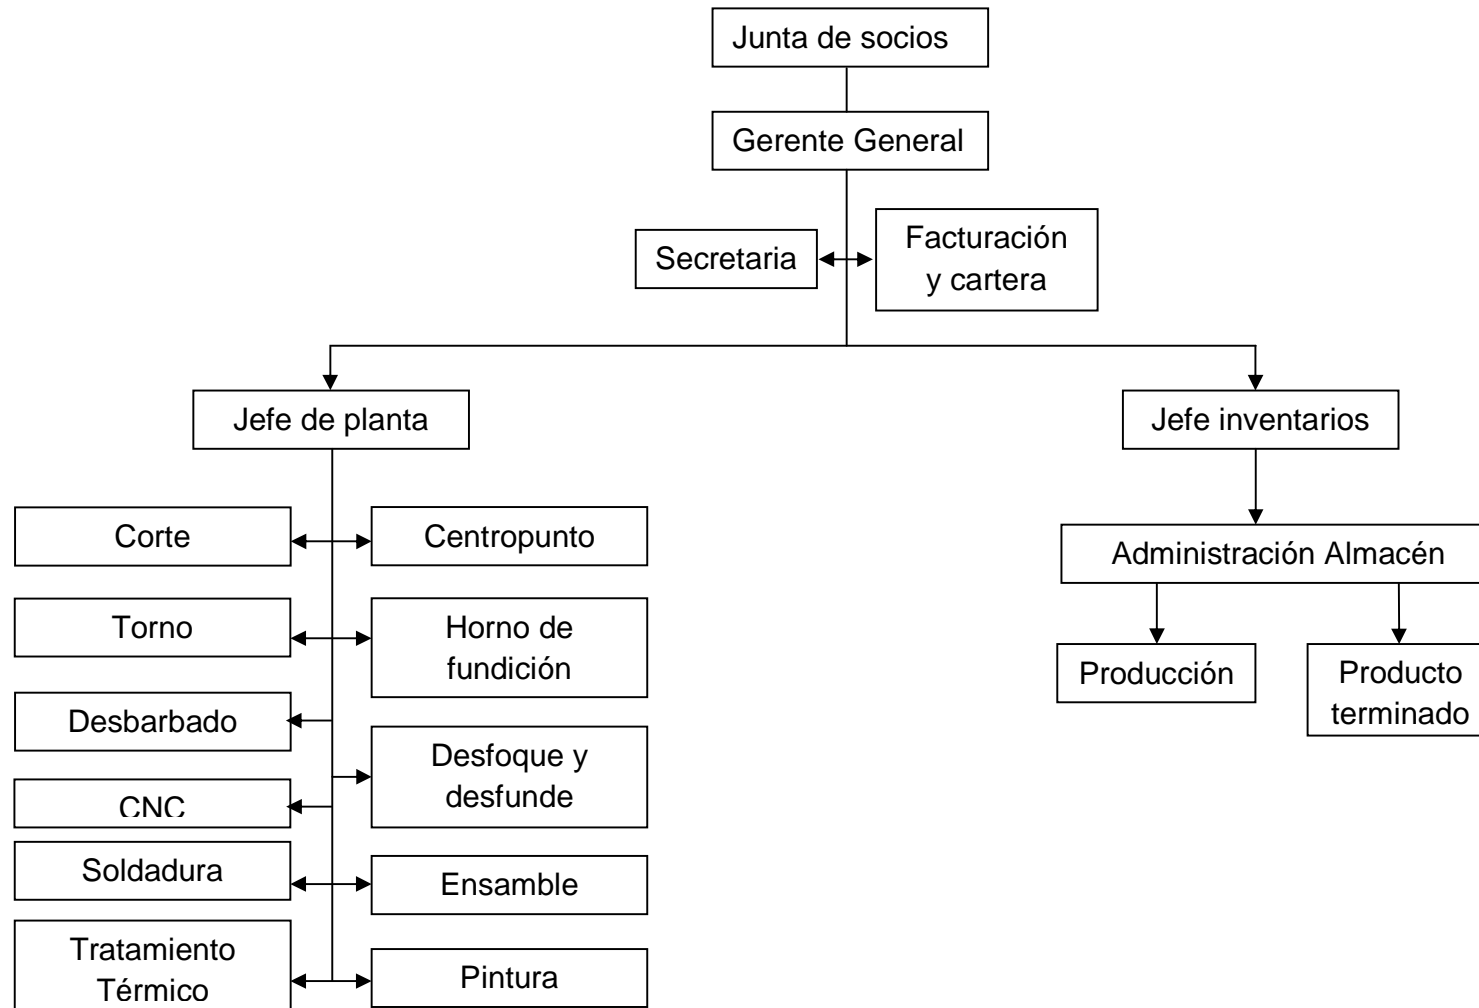 Junta de socios
Gerente General
Secretaria
Facturación
y cartera
Jefe de planta
Jefe inventarios
Corte
Centropunto
Administración Almacén
Torno
Horno de
fundición
Producción
Producto
terminado
Desbarbado
Desfoque y
desfunde
CNC
Soldadura
Ensamble
Tratamiento
Térmico
Pintura